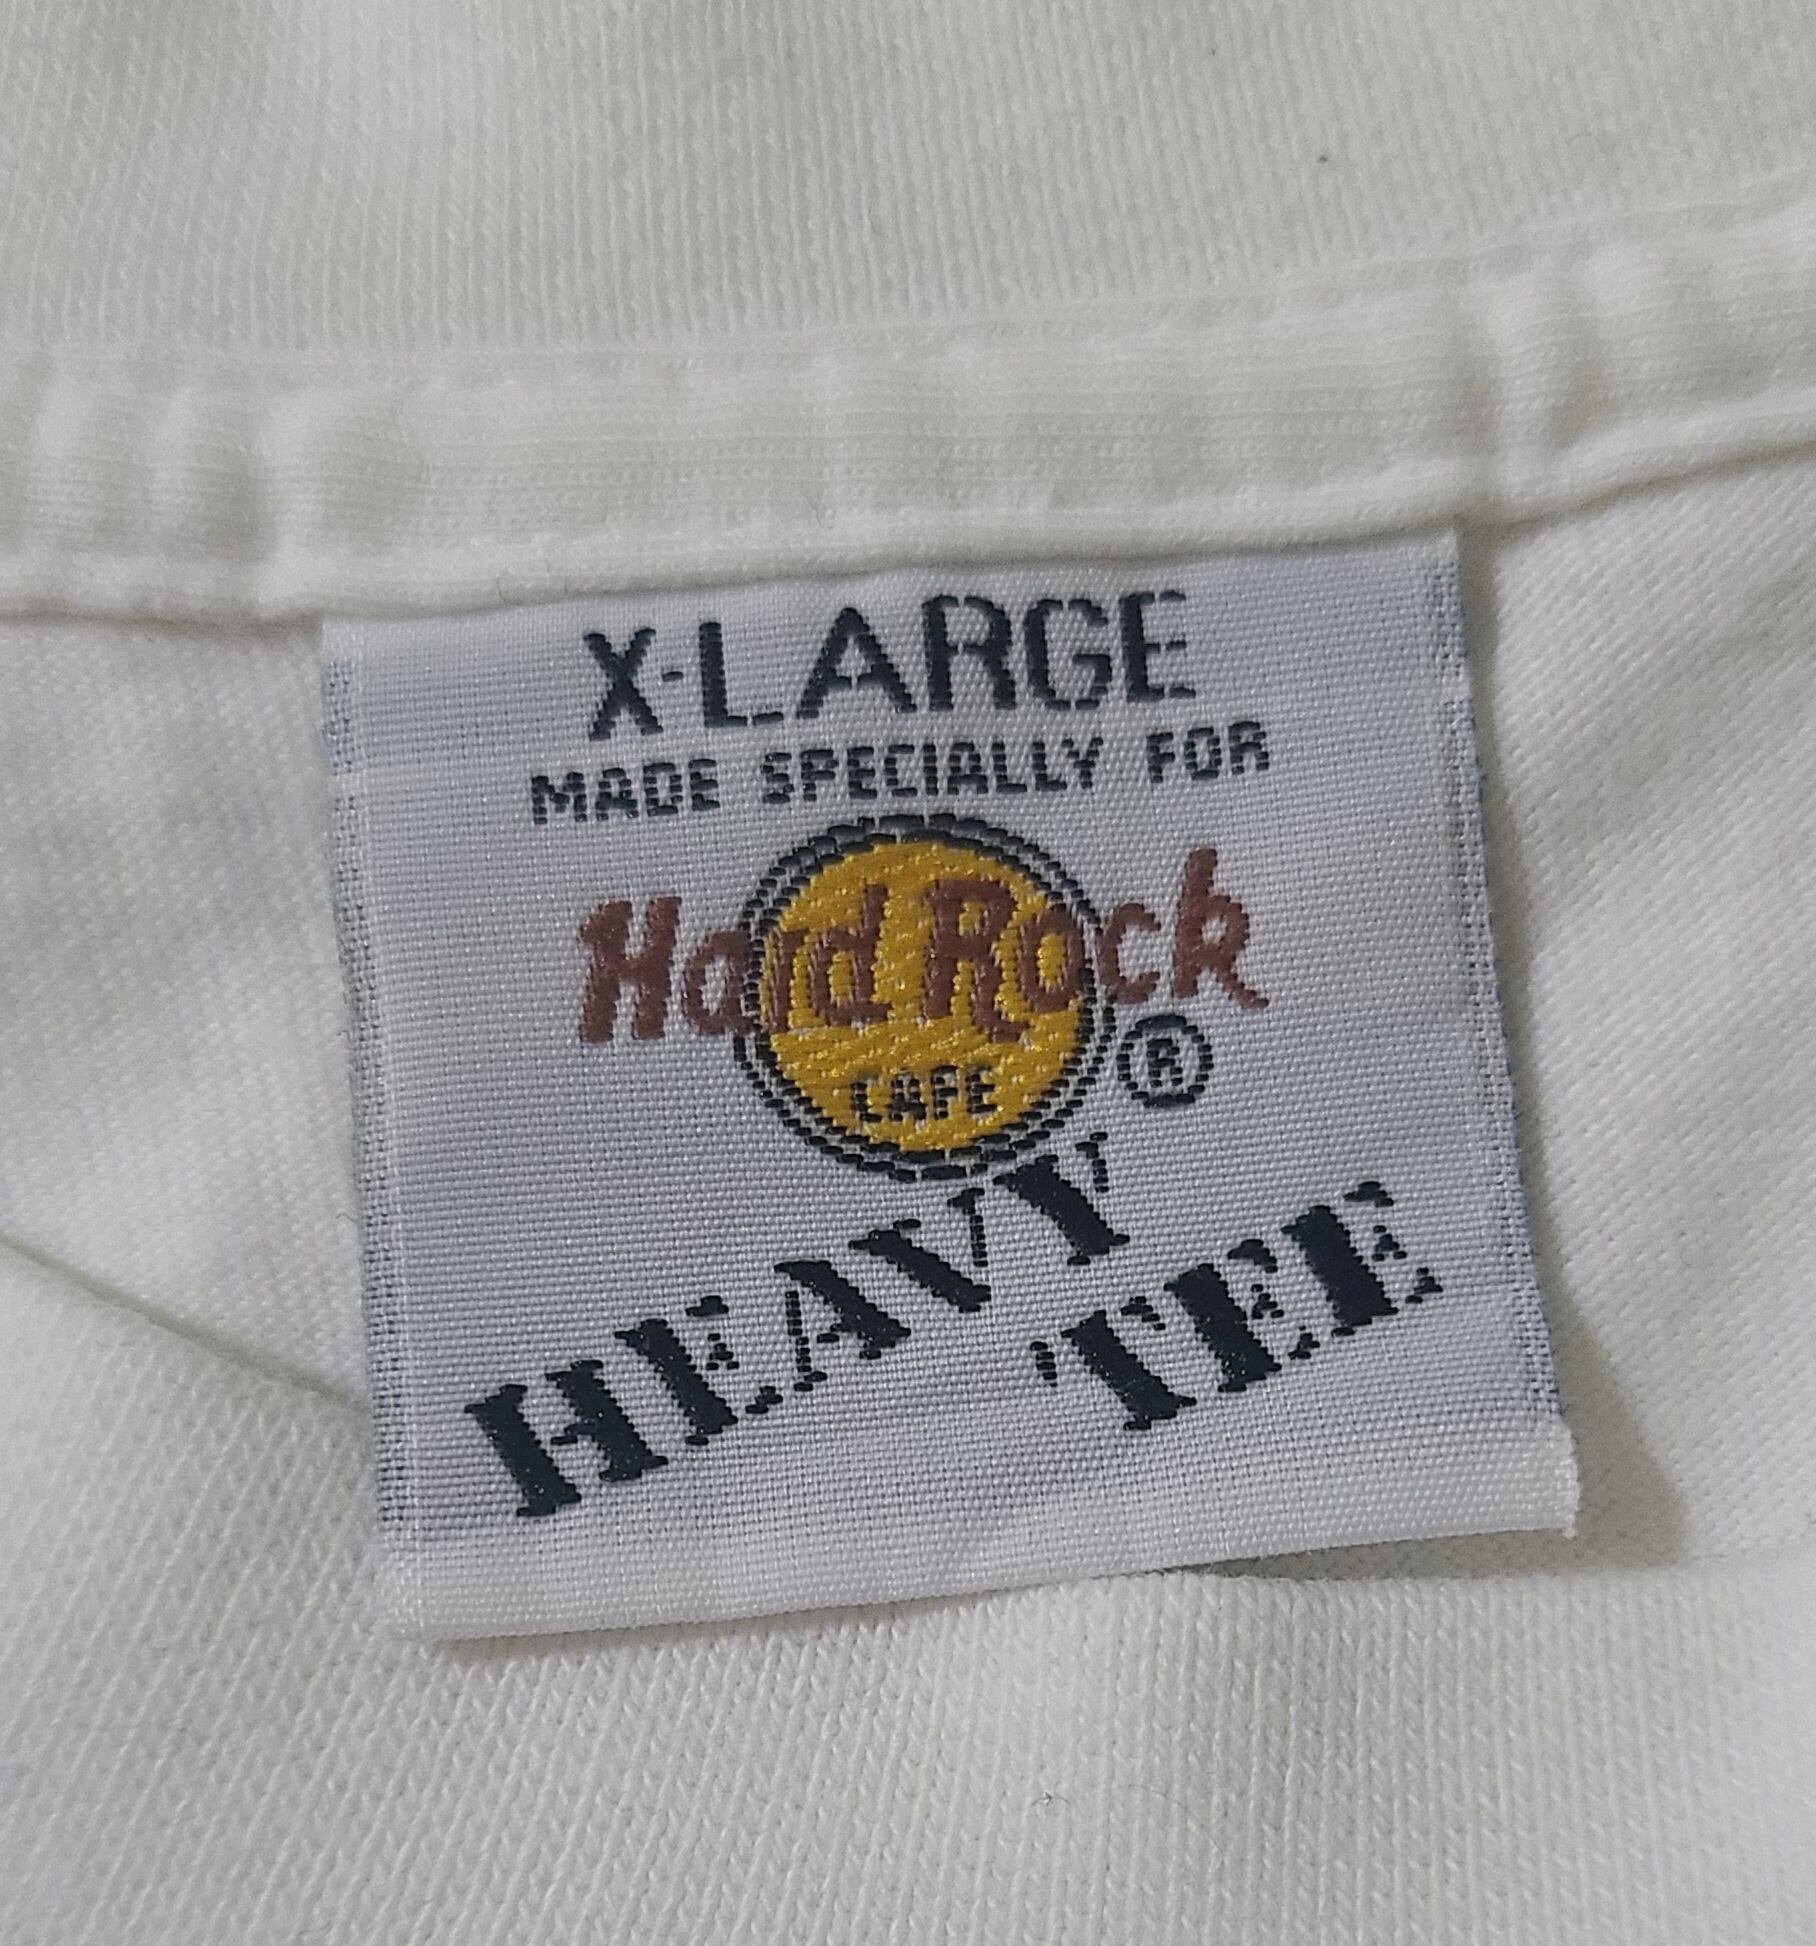 X-LARGE
MADE SPECIALLY FOR
Hard Rock
CAFE ®
HEAVY
TEE